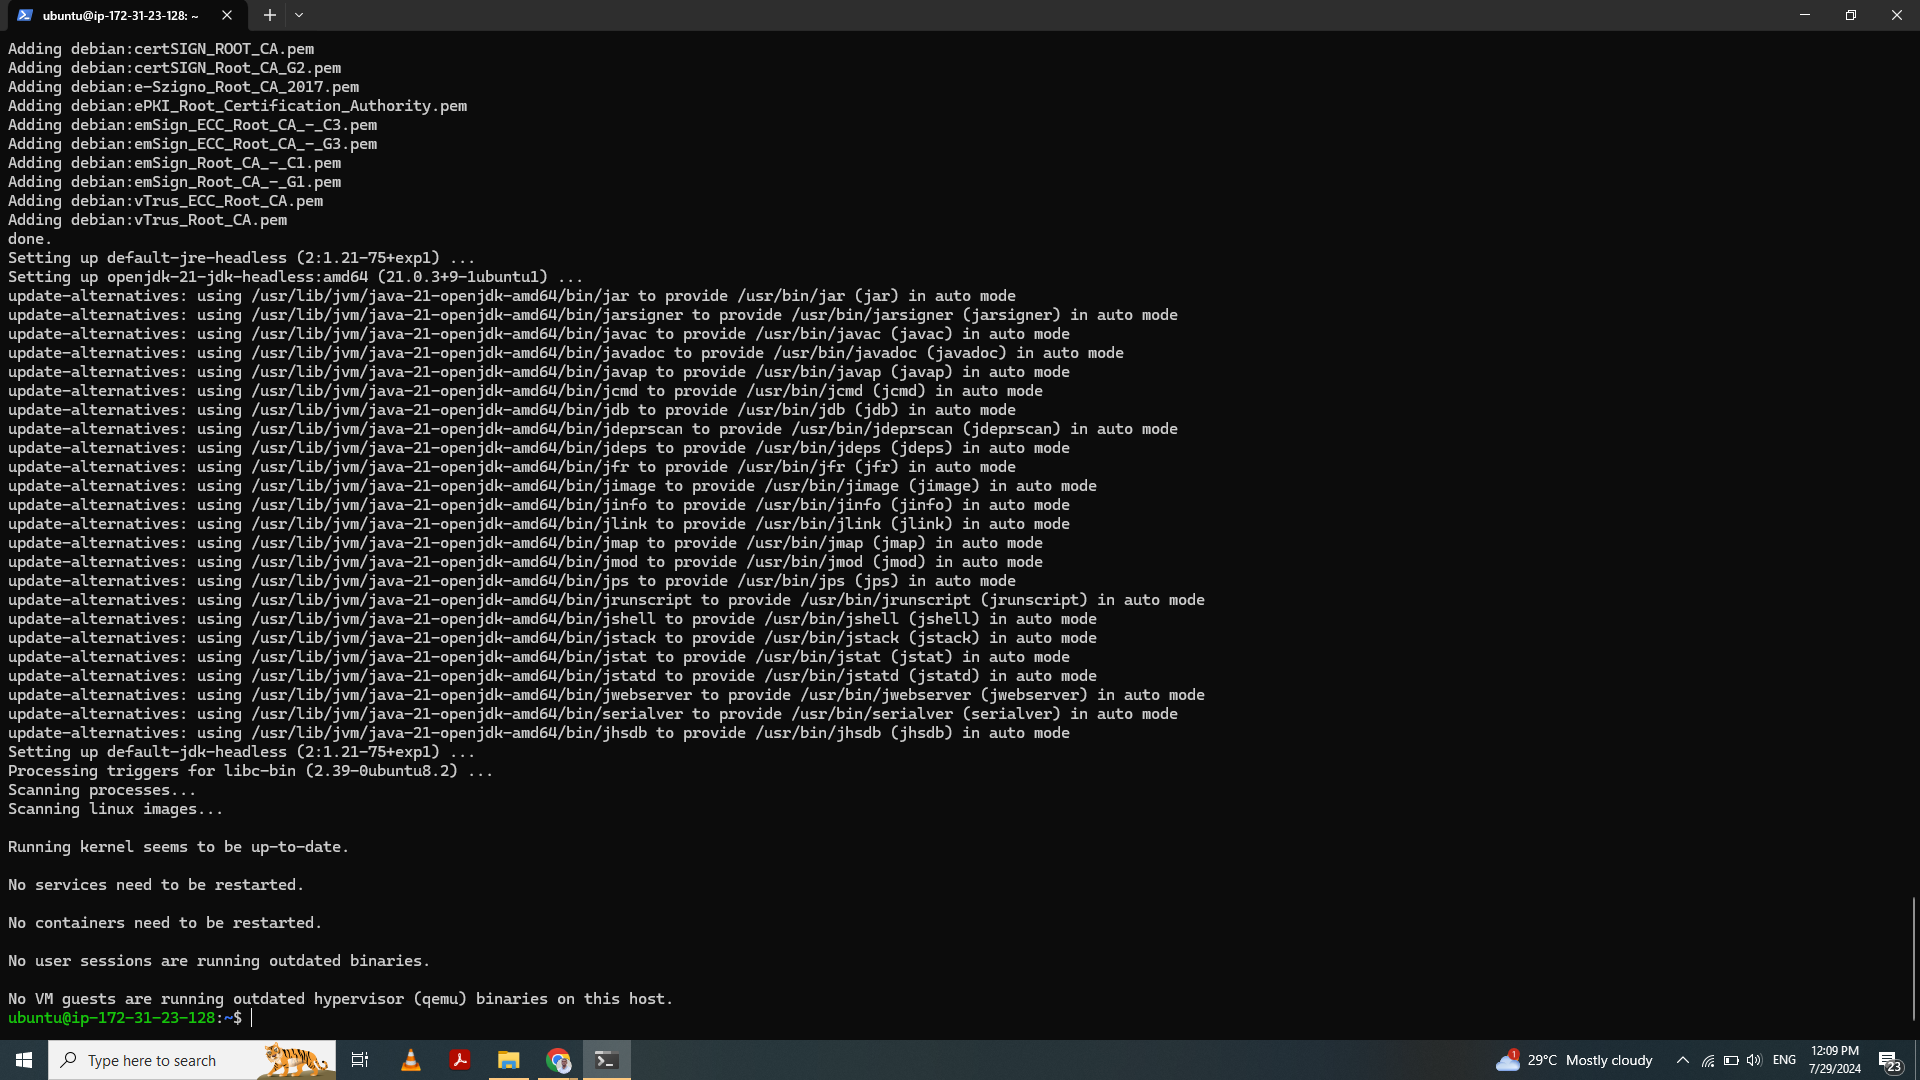 ubuntu@ip-172-31-23-128: ~
Adding debian:certSIGN_ROOT_CA.pem
Adding debian:certSIGN_Root_CA_G2.pem
Adding debian:e-Szigno_Root_CA_2017.pem
Adding debian:ePKI_Root_Certification_Authority.pem
Adding debian:emSign_ECC_Root_CA_-_C3.pem
Adding debian:emSign_ECC_Root_CA_-_G3.pem
Adding debian:emSign_Root_CA_-_C1.pem
Adding debian:emSign_Root_CA_-_G1.pem
Adding debian:vTrus_ECC_Root_CA.pem
Adding debian:vTrus_Root_CA.pem
done.
Setting up default-jre-headless (2:1.21-75+exp1) ...
Setting up openjdk-21-jdk-headless:amd64 (21.0.3+9-1ubuntu1) ...
update-alternatives: using /usr/lib/jvm/java-21-openjdk-amd64/bin/jar to provide /usr/bin/jar (jar) in auto mode
update-alternatives: using /usr/lib/jvm/java-21-openjdk-amd64/bin/jarsigner to provide /usr/bin/jarsigner (jarsigner) in auto mode
update-alternatives: using /usr/lib/jvm/java-21-openjdk-amd64/bin/javac to provide /usr/bin/javac (javac) in auto mode
update-alternatives: using /usr/lib/jvm/java-21-openjdk-amd64/bin/javadoc to provide /usr/bin/javadoc (javadoc) in auto mode
update-alternatives: using /usr/lib/jvm/java-21-openjdk-amd64/bin/javap to provide /usr/bin/javap (javap) in auto mode
update-alternatives: using /usr/lib/jvm/java-21-openjdk-amd64/bin/jcmd to provide /usr/bin/jcmd (jcmd) in auto mode
update-alternatives: using /usr/lib/jvm/java-21-openjdk-amd64/bin/jdb to provide /usr/bin/jdb (jdb) in auto mode
update-alternatives: using /usr/lib/jvm/java-21-openjdk-amd64/bin/jdeprscan to provide /usr/bin/jdeprscan (jdeprscan) in auto mode
update-alternatives: using /usr/lib/jvm/java-21-openjdk-amd64/bin/jdeps to provide /usr/bin/jdeps (jdeps) in auto mode
update-alternatives: using /usr/lib/jvm/java-21-openjdk-amd64/bin/jfr to provide /usr/bin/jfr (jfr) in auto mode
update-alternatives: using /usr/lib/jvm/java-21-openjdk-amd64/bin/jimage to provide /usr/bin/jimage (jimage) in auto mode
update-alternatives: using /usr/lib/jvm/java-21-openjdk-amd64/bin/jinfo to provide /usr/bin/jinfo (jinfo) in auto mode
update-alternatives: using /usr/lib/jvm/java-21-openjdk-amd64/bin/jlink to provide /usr/bin/jlink (jlink) in auto mode
update-alternatives: using /usr/lib/jvm/java-21-openjdk-amd64/bin/jmap to provide /usr/bin/jmap (jmap) in auto mode
update-alternatives: using /usr/lib/jvm/java-21-openjdk-amd64/bin/jmod to provide /usr/bin/jmod (jmod) in auto mode
update-alternatives: using /usr/lib/jvm/java-21-openjdk-amd64/bin/jps to provide /usr/bin/jps (jps) in auto mode
update-alternatives: using /usr/lib/jvm/java-21-openjdk-amd64/bin/jrunscript to provide /usr/bin/jrunscript (jrunscript) in auto mode
update-alternatives: using /usr/lib/jvm/java-21-openjdk-amd64/bin/jshell to provide /usr/bin/jshell (jshell) in auto mode
update-alternatives: using /usr/lib/jvm/java-21-openjdk-amd64/bin/jstack to provide /usr/bin/jstack (jstack) in auto mode
update-alternatives: using /usr/lib/jvm/java-21-openjdk-amd64/bin/jstat to provide /usr/bin/jstat (jstat) in auto mode
update-alternatives: using /usr/lib/jvm/java-21-openjdk-amd64/bin/jstatd to provide /usr/bin/jstatd (jstatd) in auto mode
update-alternatives: using /usr/lib/jvm/java-21-openjdk-amd64/bin/jwebserver to provide /usr/bin/jwebserver (jwebserver) in auto mode
update-alternatives: using /usr/lib/jvm/java-21-openjdk-amd64/bin/serialver to provide /usr/bin/serialver (serialver) in auto mode
update-alternatives: using /usr/lib/jvm/java-21-openjdk-amd64/bin/jhsdb to provide /usr/bin/jhsdb (jhsdb) in auto mode
Setting up default-jdk-headless (2:1.21-75+exp1) ...
Processing triggers for libc-bin (2.39-0ubuntu8.2) ...
Scanning processes...
Scanning linux images...
Running kernel seems to be up-to-date.
No services need to be restarted.
No containers need to be restarted.
No user sessions are running outdated binaries.
No VM guests are running outdated hypervisor (qemu) binaries on this host.
ubuntu@ip-172-31-23-128:~$
Type here to search
1
29°C Mostly cloudy
ENG
12:09 PM
7/29/2024
23